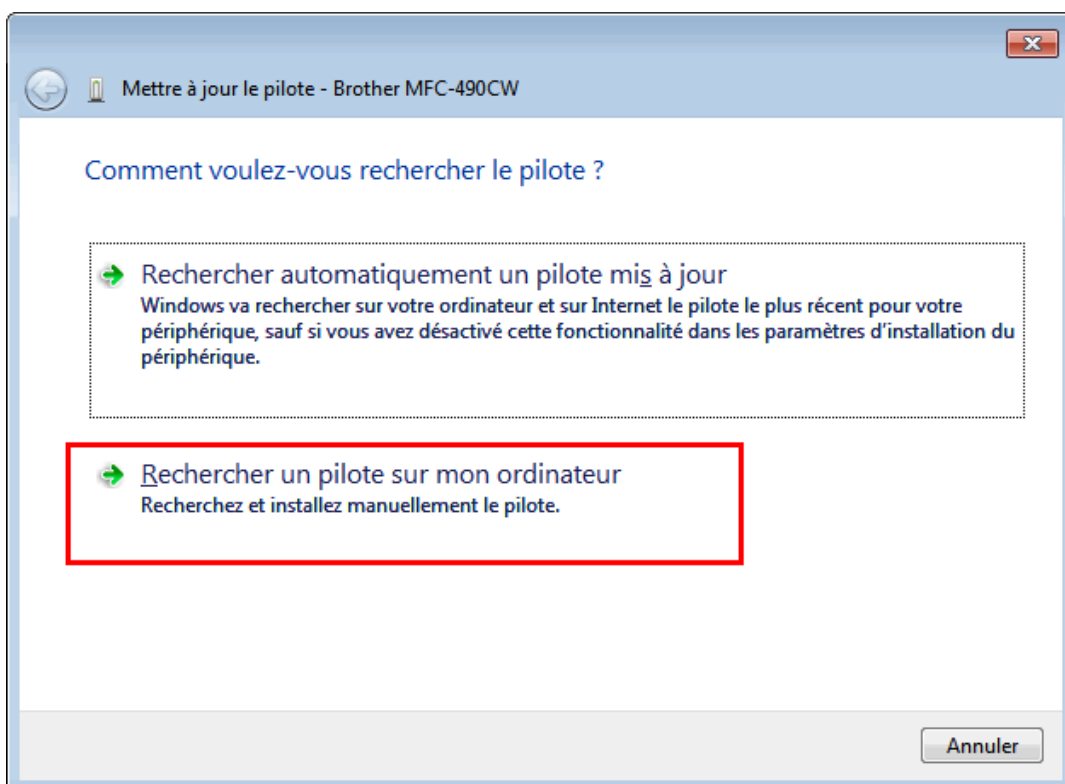 Mettre à jour le pilote - Brother MFC-490CW
Comment voulez-vous rechercher le pilote ?
Rechercher automatiquement un pilote mis à jour
Windows va rechercher sur votre ordinateur et sur Internet le pilote le plus récent pour votre
périphérique, sauf si vous avez désactivé cette fonctionnalité dans les paramètres d'installation du
périphérique.
Rechercher un pilote sur mon ordinateur
Recherchez et installez manuellement le pilote.
Annuler